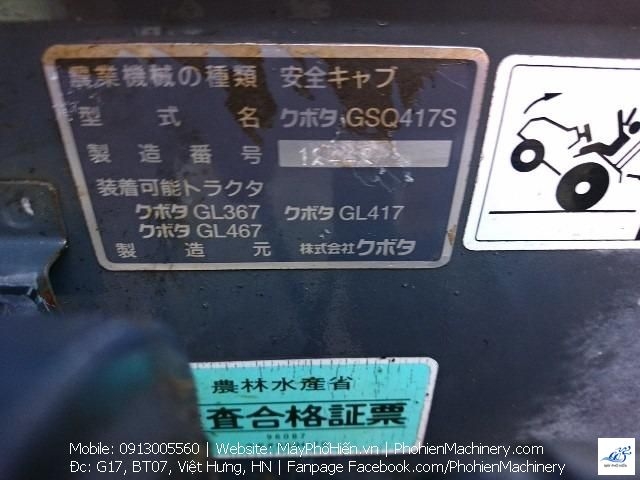 農業機械の種類 安全キャブ
型式名 クボタ GSQ417S
製造番号
装着可能トラクタ
クボタ GL367 クボタ GL417
クボタ GL467
製造元 株式会社クボタ
農林水産省
査合格証票
Mobile: 0913005560 | Website: MáyPhốHiến.vn | PhohienMachinery.com
Đc: G17, BT07, Việt Hưng, HN | Fanpage Facebook.com/PhohienMachinery